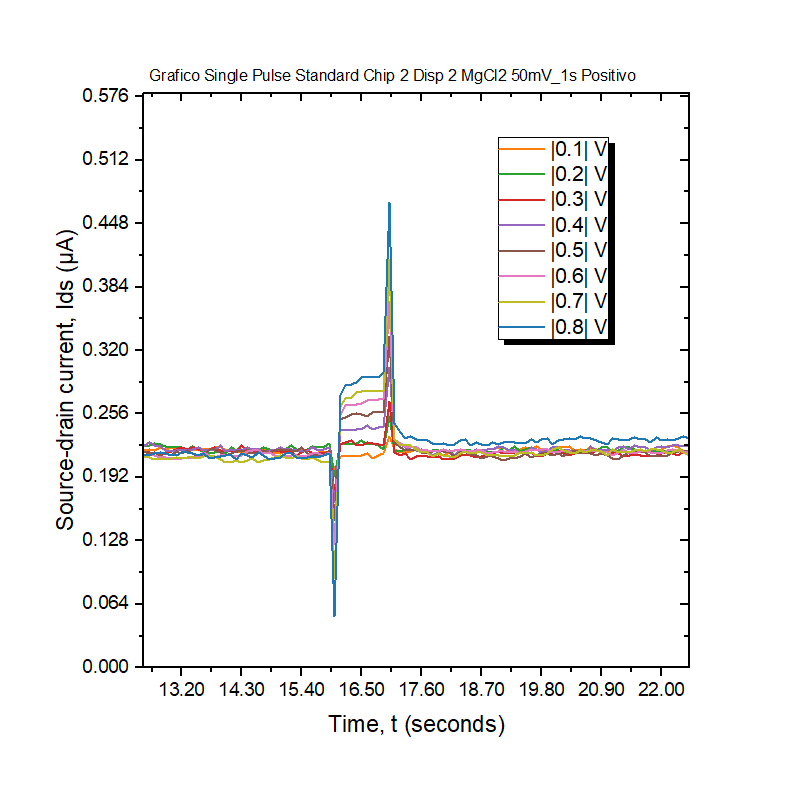 Grafico Single Pulse Standard Chip 2 Disp 2 MgCl2 50mV_1s Positivo
0.576
0.512
0.448
0.384
0.320
0.256
0.192
0.128
0.064
0.000
Source-drain current, Ids (μA)
|0.1| V
|0.2| V
|0.3| V
|0.4| V
|0.5| V
|0.6| V
|0.7| V
|0.8| V
13.20 14.30 15.40 16.50 17.60 18.70 19.80 20.90 22.00
Time, t (seconds)